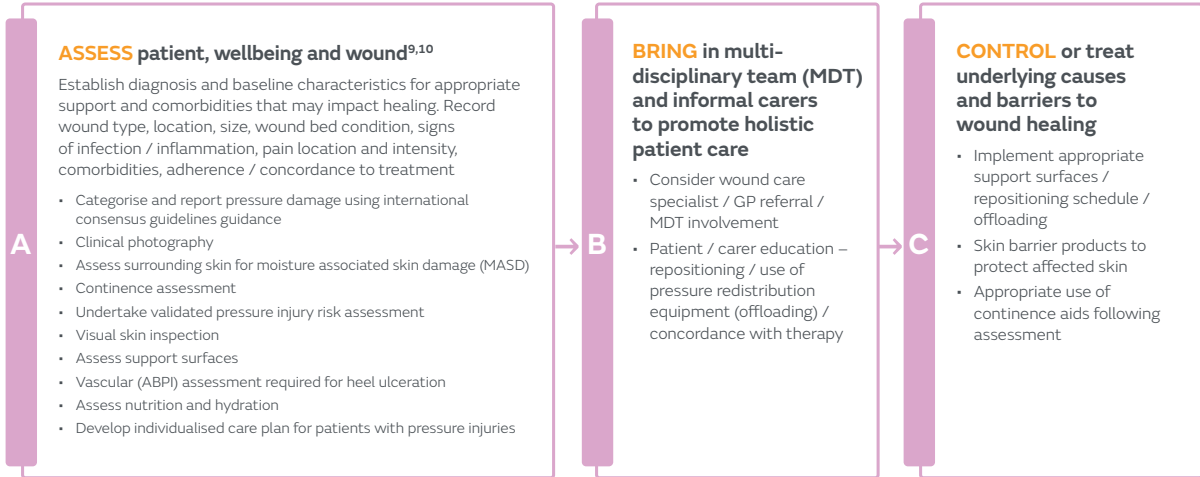 A
ASSESS patient, wellbeing and wound9,10
Establish diagnosis and baseline characteristics for appropriate
support and comorbidities that may impact healing. Record
wound type, location, size, wound bed condition, signs
of infection / inflammation, pain location and intensity,
comorbidities, adherence / concordance to treatment
• Categorise and report pressure damage using international
consensus guidelines guidance
• Clinical photography
• Assess surrounding skin for moisture associated skin damage (MASD)
• Continence assessment
• Undertake validated pressure injury risk assessment
• Visual skin inspection
• Assess support surfaces
• Vascular (ABPI) assessment required for heel ulceration
• Assess nutrition and hydration
• Develop individualised care plan for patients with pressure injuries
B
BRING in multi-
disciplinary team (MDT)
and informal carers
to promote holistic
patient care
• Consider wound care
specialist / GP referral /
MDT involvement
• Patient / carer education –
repositioning / use of
pressure redistribution
equipment (offloading) /
concordance with therapy
C
CONTROL or treat
underlying causes
and barriers to
wound healing
• Implement appropriate
support surfaces /
repositioning schedule /
offloading
• Skin barrier products to
protect affected skin
• Appropriate use of
continence aids following
assessment